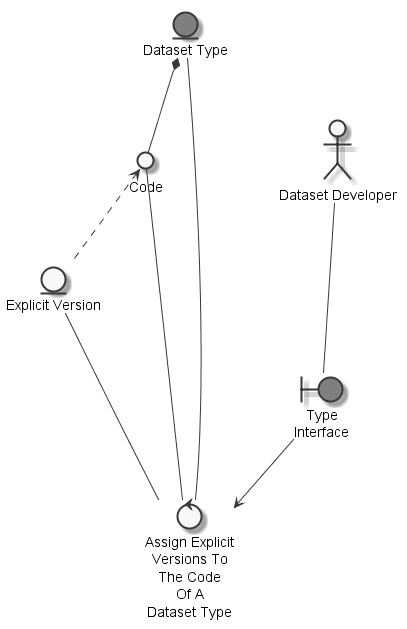 Dataset Type
Code
Dataset Developer
Explicit Version
Type
Interface
Assign Explicit
Versions To
The Code
Of A
Dataset Type